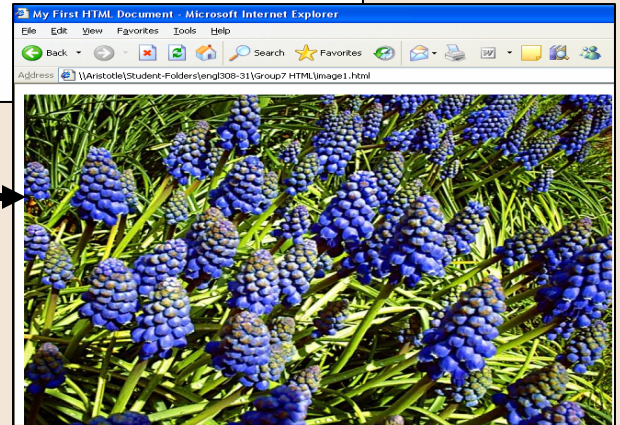 My First HTML Document - Microsoft Internet Explorer
File Edit View Favorites Tools Help
Back Search Favorites W
Address \\Aristotle\Student-Folders\engl308-31\Group7 HTML\image1.html